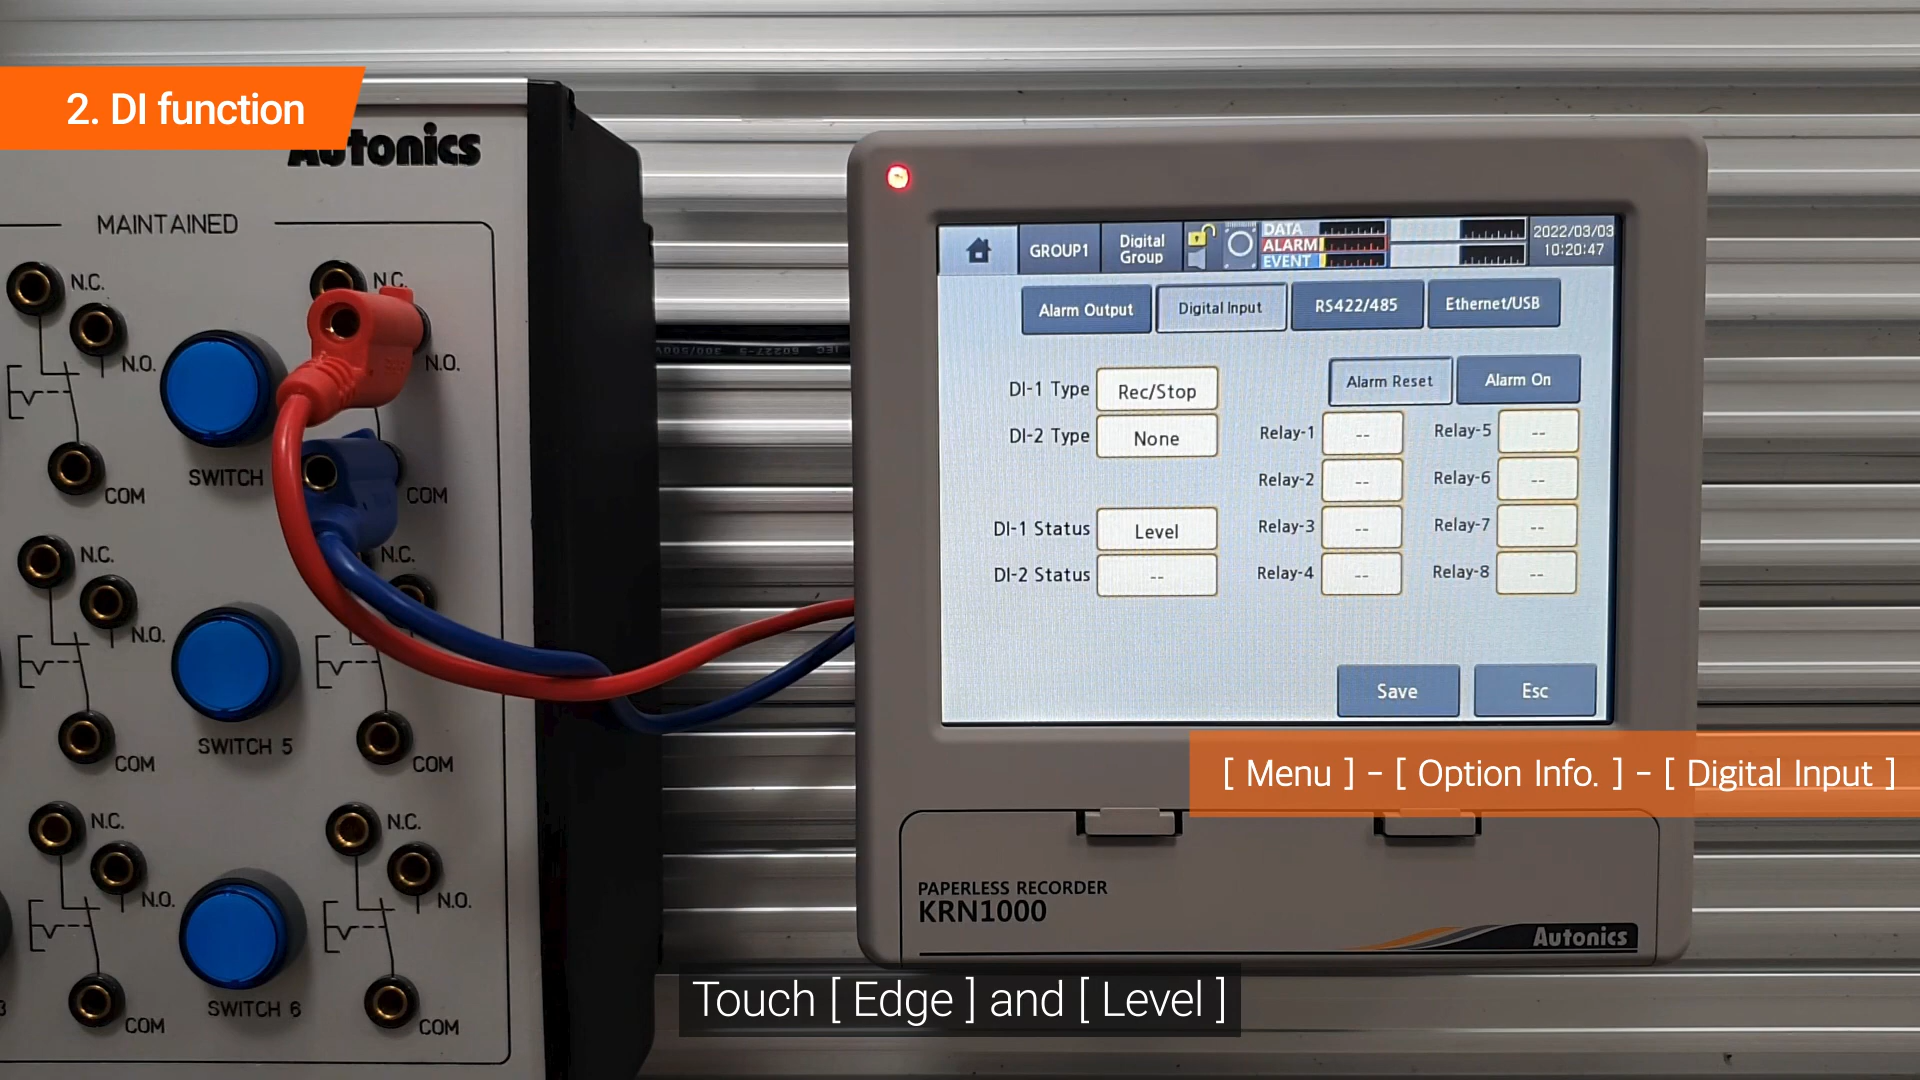 2. DI function
Autonics
MAINTAINED
N.C.
N.C.
N.O.
N.O.
SWITCH
COM
COM
N.C.
N.C.
N.O.
SWITCH 5
COM
COM
N.C.
N.C.
N.O.
N.O.
SWITCH 6
COM
COM
3
GROUP1
Digital
Group
DATA
ALARM
EVENT
2022/03/03
10:20:47
Alarm Output
Digital Input
RS422/485
Ethernet/USB
DI-1 Type
Rec/Stop
DI-2 Type
None
DI-1 Status
Level
DI-2 Status
--
Alarm Reset
Alarm On
Relay-1
--
Relay-5
--
Relay-2
--
Relay-6
--
Relay-3
--
Relay-7
--
Relay-4
--
Relay-8
--
Save
Esc
[ Menu ] - [ Option Info. ] - [ Digital Input ]
PAPERLESS RECORDER
KRN1000
Autonics
Touch [ Edge ] and [ Level ]